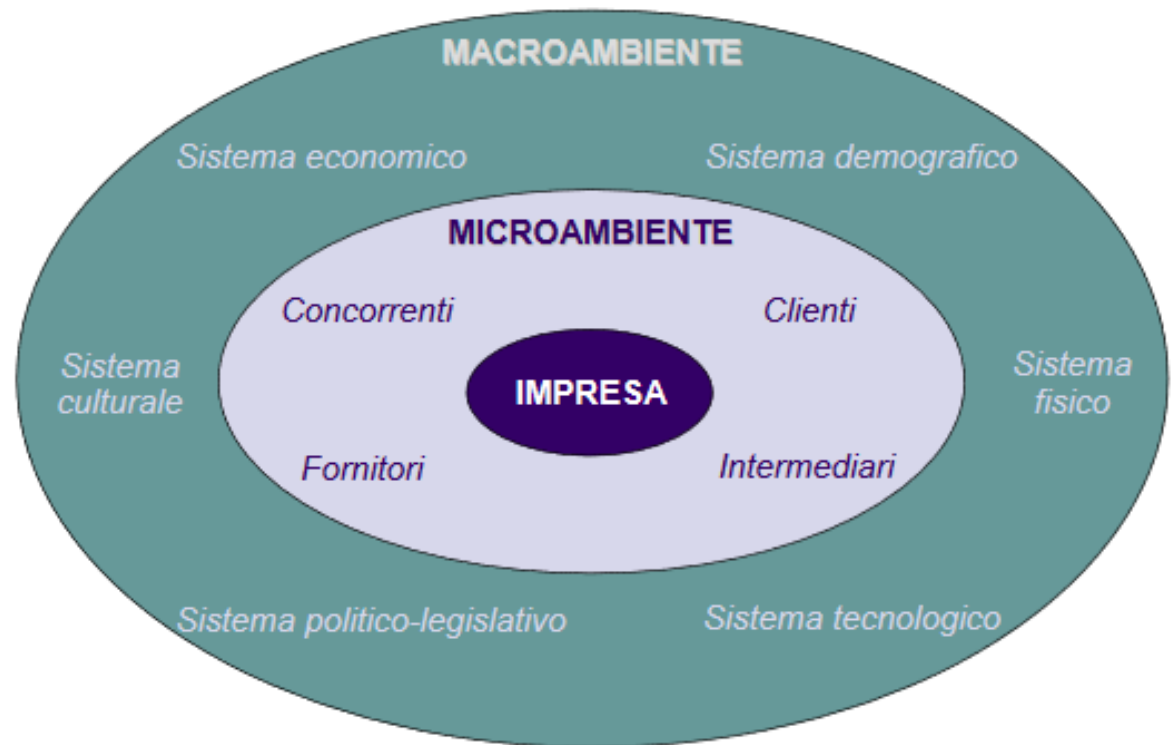 MACROAMBIENTE
Sistema economico
Sistema demografico
MICROAMBIENTE
Concorrenti
Clienti
Sistema
culturale
IMPRESA
Sistema
fisico
Fornitori
Intermediari
Sistema politico-legislativo
Sistema tecnologico